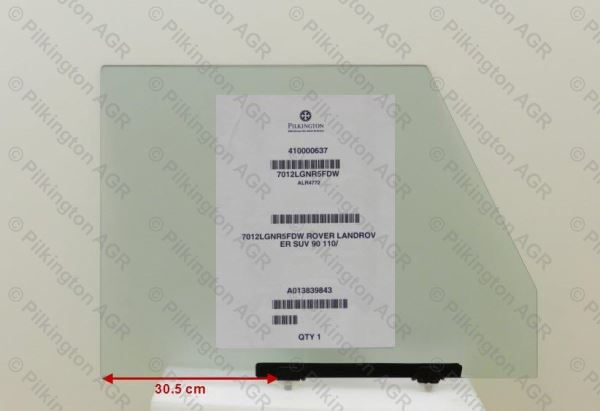 PILKINGTON
410000637
7012LGNR5FDW
ALR4772
7012LGNR5FDW ROVER LANDROV
ER SUV 90 110/
A013839843
QTY 1
30.5 cm
© Pilkington AGR